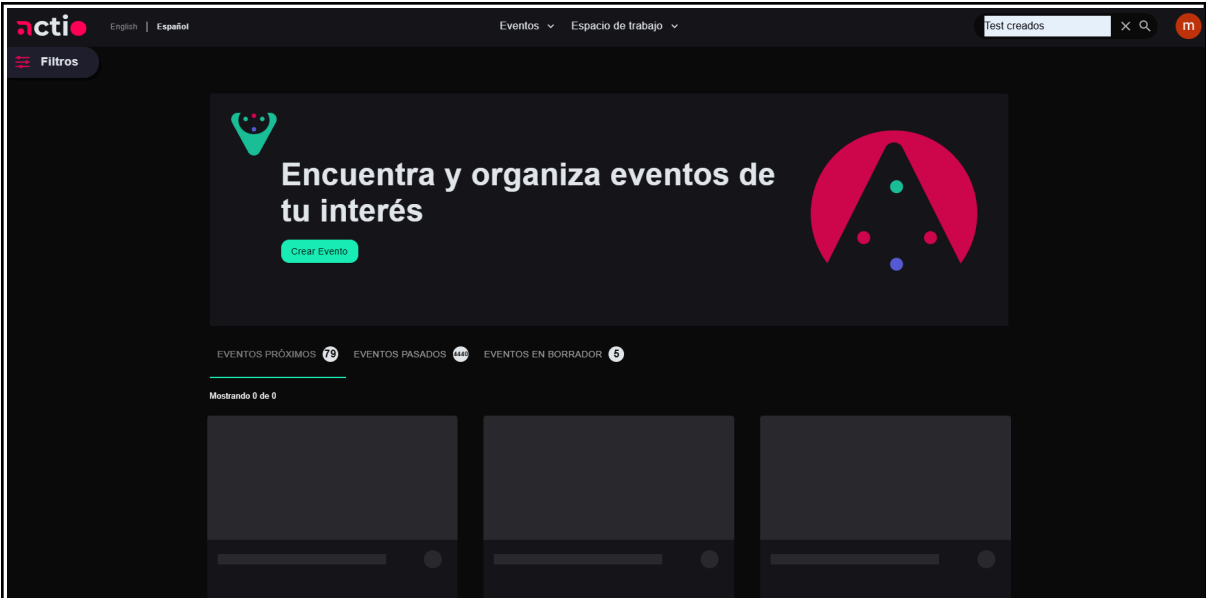 actio
English | Español
Eventos
Espacio de trabajo
Test creados
m
Filtros
Encuentra y organiza eventos de
tu interés
Crear Evento
EVENTOS PRÓXIMOS 79
EVENTOS PASADOS 4440
EVENTOS EN BORRADOR 5
Mostrando 0 de 0